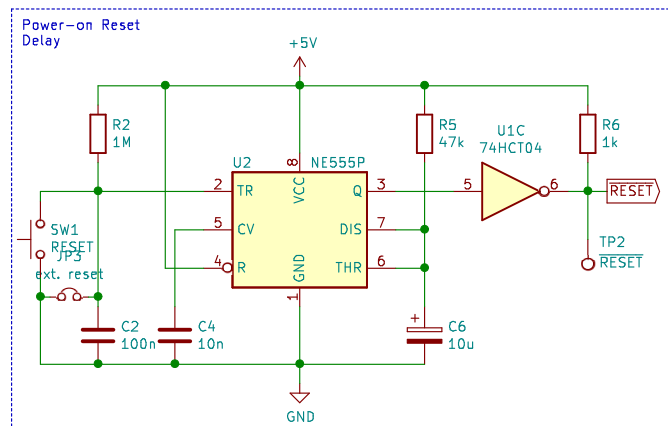 Power-on Reset
Delay
+5V
R2
1M
R5
47k
U1C
74HCT04
R6
1k
U2
NE555P
8
VCC
2
TR
Q
3
5
6
RESET
5
CV
DIS
7
SW1
RESET
JP3
ext. reset
4
R
GND
THR
6
TP2
RESET
1
C2
100n
C4
10n
+
C6
10u
GND